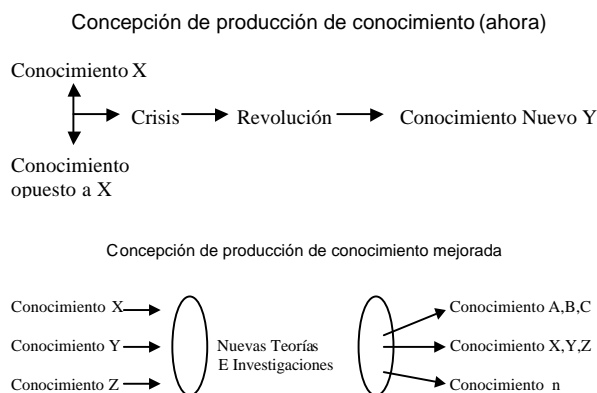 Concepción de producción de conocimiento (ahora)
Conocimiento X
Crisis Revolución Conocimiento Nuevo Y
Conocimiento
opuesto a X
Concepción de producción de conocimiento mejorada
Conocimiento X Conocimiento A,B,C
Conocimiento Y Nuevas Teorías Conocimiento X,Y,Z
E Investigaciones
Conocimiento Z Conocimiento n